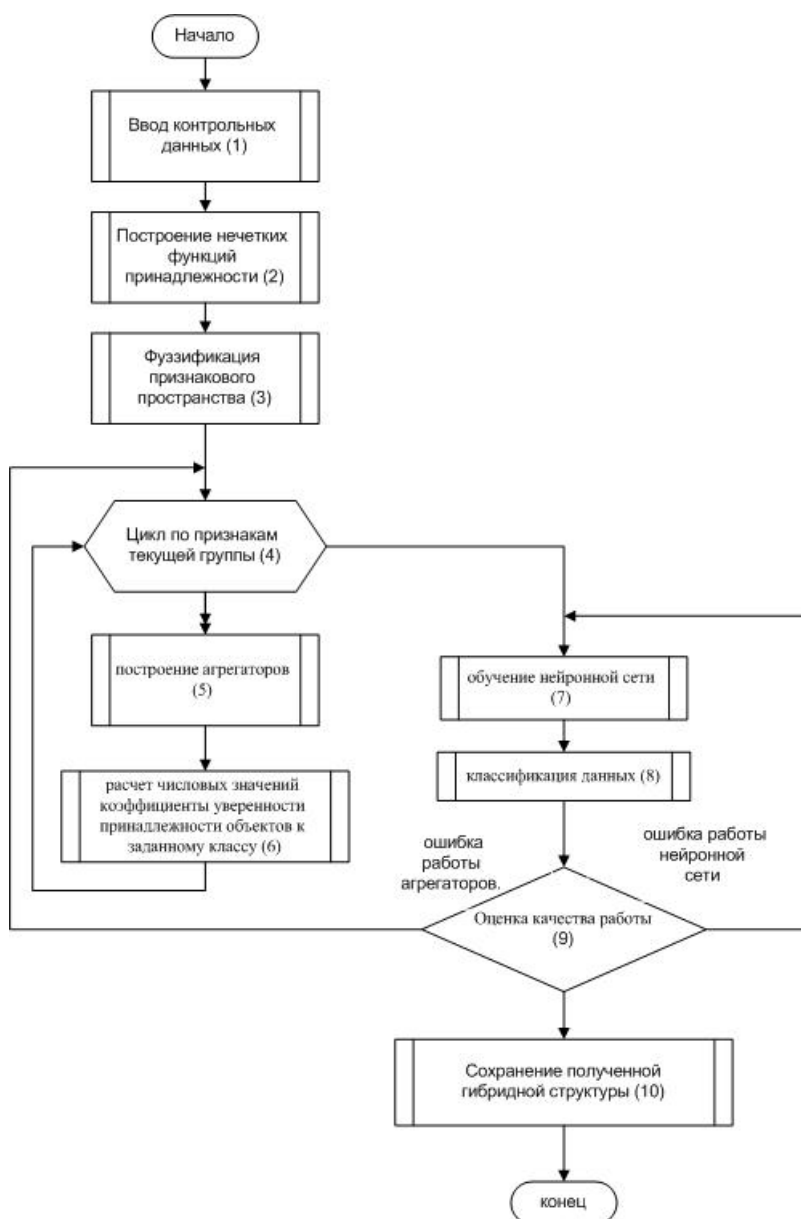 Начало
Ввод контрольных
данных (1)
Построение нечетких
функций
принадлежности (2)
Фуззификация
признакового
пространства (3)
Цикл по признакам
текущей группы (4)
построение агрегаторов
(5)
расчет числовых значений
коэффициенты уверенности
принадлежности объектов к
заданному классу (6)
обучение нейронной сети
(7)
классификация данных (8)
ошибка
работы
агрегаторов.
ошибка работы
нейронной
сети
Оценка качества работы
(9)
Сохранение полученной
гибридной структуры (10)
конец